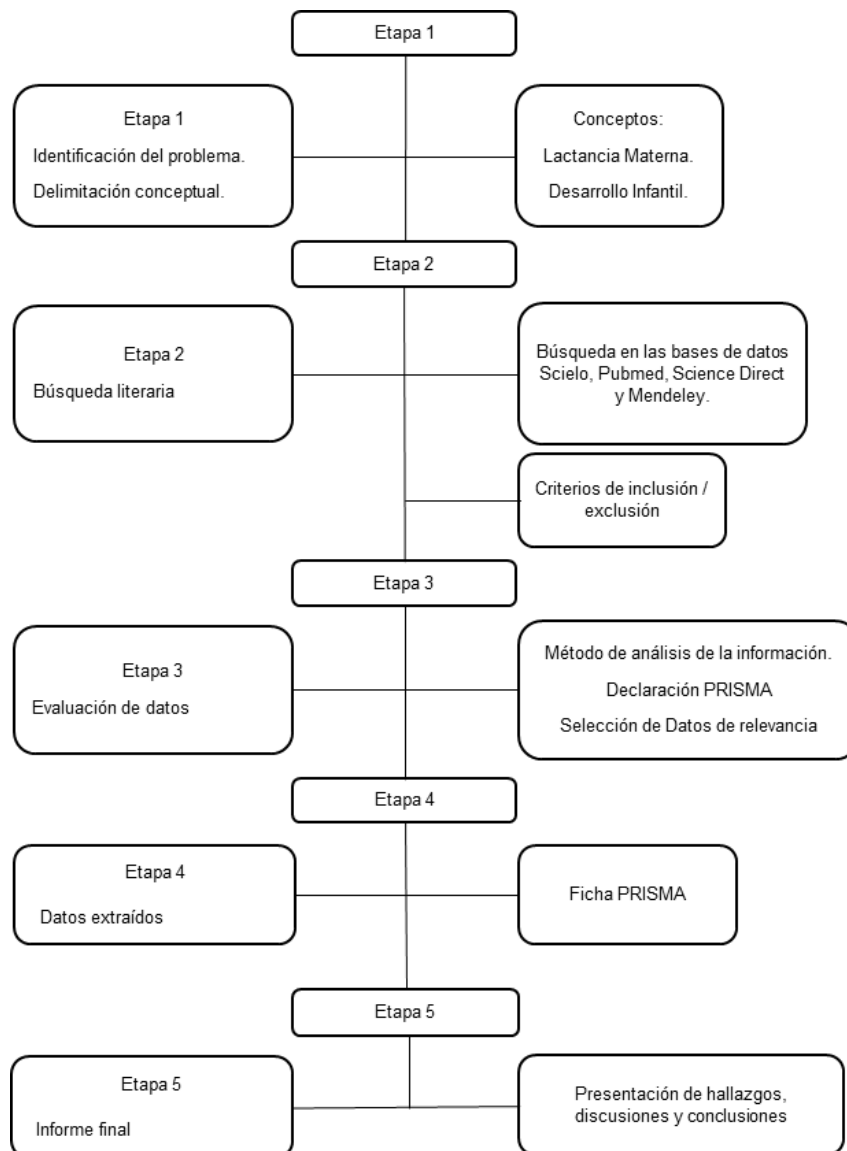 Etapa 1
Etapa 1
Identificación del problema.
Delimitación conceptual.
Conceptos:
Lactancia Materna.
Desarrollo Infantil.
Etapa 2
Etapa 2
Búsqueda literaria
Búsqueda en las bases de datos
Scielo, Pubmed, Science Direct
y Mendeley.
Criterios de inclusión /
exclusión
Etapa 3
Etapa 3
Evaluación de datos
Método de análisis de la información.
Declaración PRISMA
Selección de Datos de relevancia
Etapa 4
Etapa 4
Datos extraídos
Ficha PRISMA
Etapa 5
Etapa 5
Informe final
Presentación de hallazgos,
discusiones y conclusiones